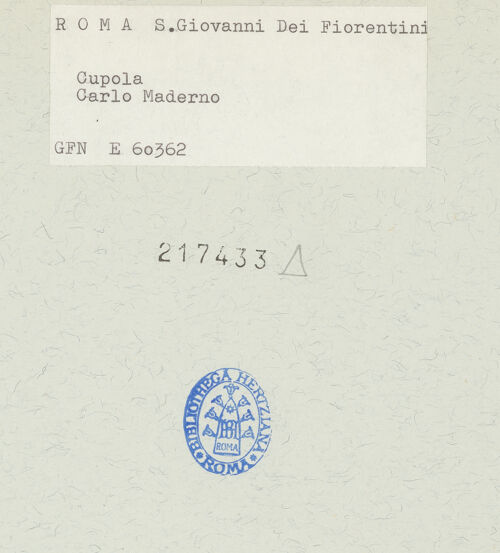 R O M A S.Giovanni Dei Fiorentini
Cupola
Carlo Maderno
GFN E 60362
217433
BIBLIOTHECA HERTZIANA
ROMA
ROMA